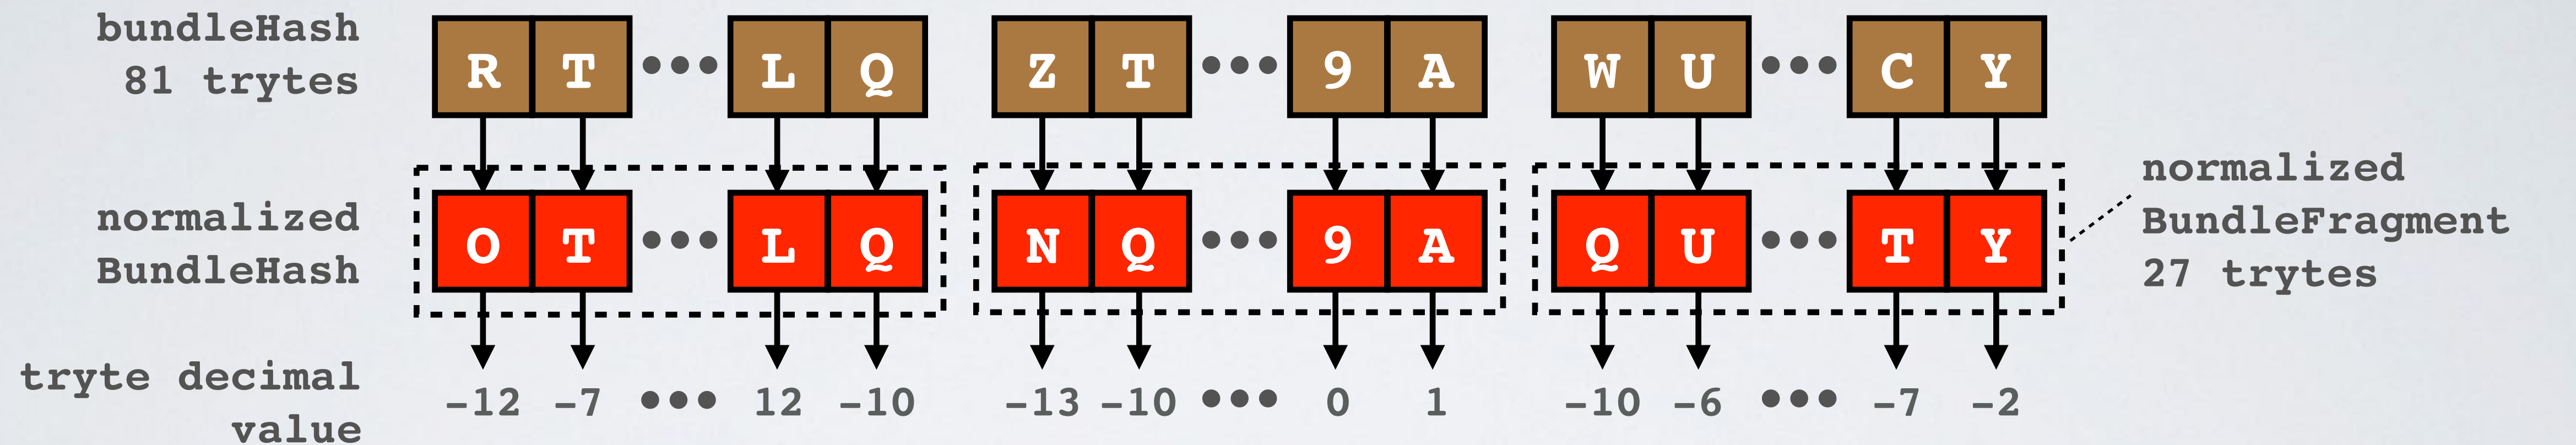 bundleHash
81 trytes
R T ••• L Q Z T ••• 9 A W U ••• C Y
normalized
BundleHash
O T ••• L Q N Q ••• 9 A Q U ••• T Y
normalized
BundleFragment
27 trytes
tryte decimal
value
-12 -7 ••• 12 -10 -13 -10 ••• 0 1 -10 -6 ••• -7 -2